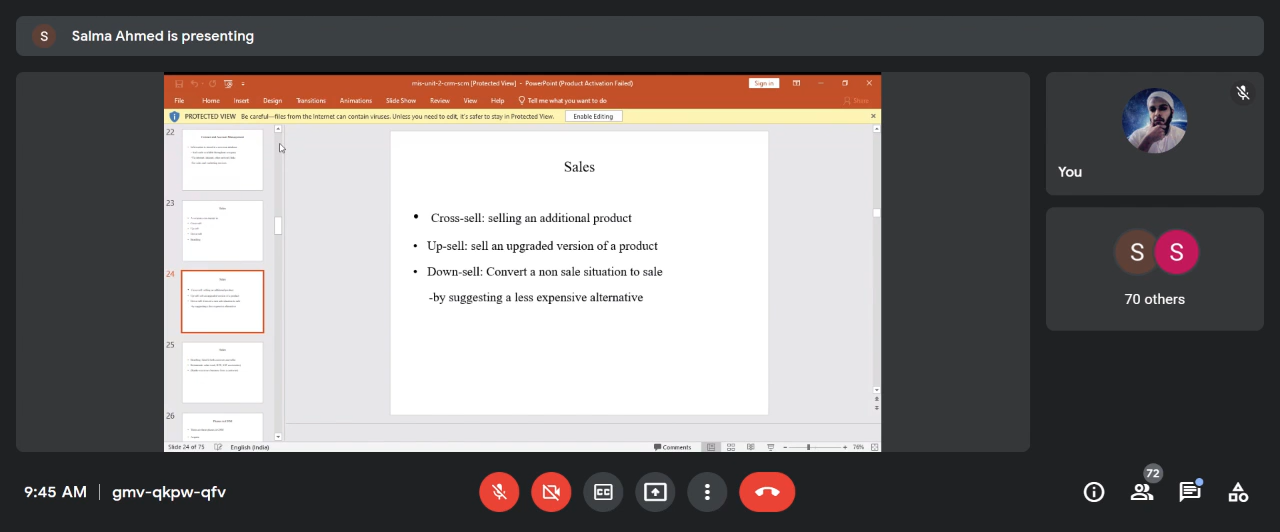 S Salma Ahmed is presenting
mis-unit-2-crm-scm [Protected View] - PowerPoint (Product Activation Failed)
Sign in
File Home Insert Design Transitions Animations Slide Show Review View Help Tell me what you want to do Share
PROTECTED VIEW Be careful—files from the Internet can contain viruses. Unless you need to edit, it's safer to stay in Protected View. Enable Editing
22
23
Sales
24
Sales
25
Sales
26
Sales
• Cross-sell: selling an additional product
• Up-sell: sell an upgraded version of a product
• Down-sell: Convert a non sale situation to sale
-by suggesting a less expensive alternative
Slide 24 of 75 English (India) Comments 76%
You
S S
70 others
9:45 AM | gmv-qkpw-qfv
CC
72